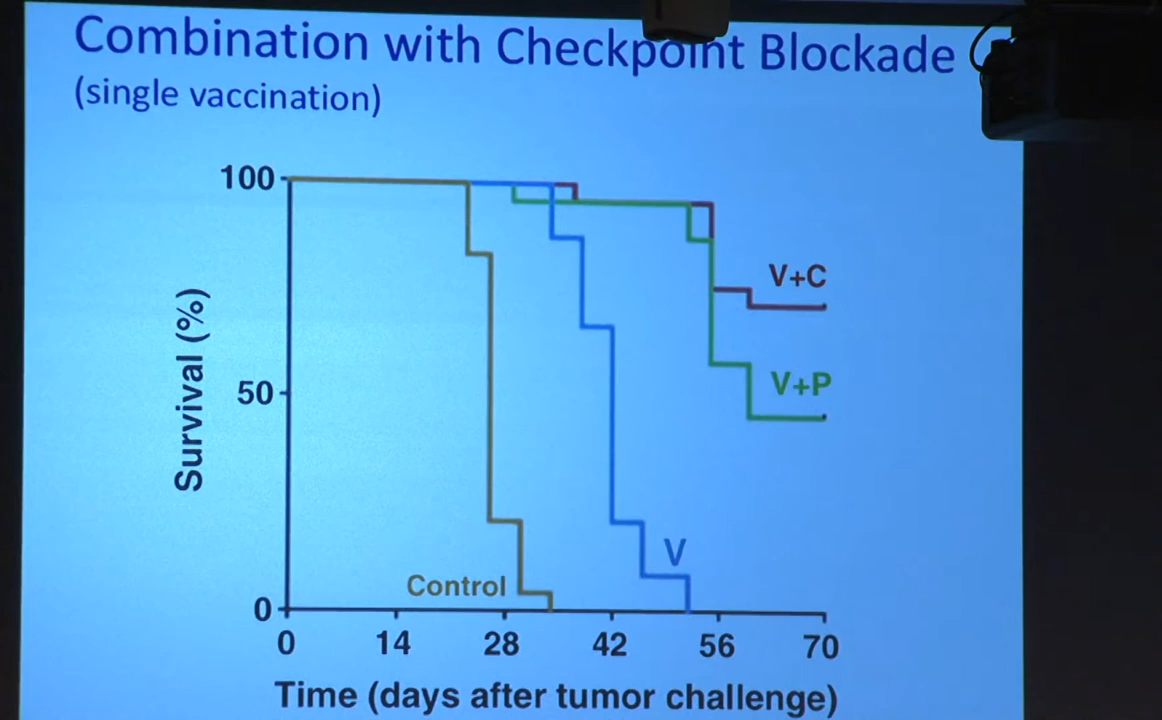 Combination with Checkpoint Blockade
(single vaccination)
100
V+C
V+P
50
Survival (%)
V
Control
0
0 14 28 42 56 70
Time (days after tumor challenge)